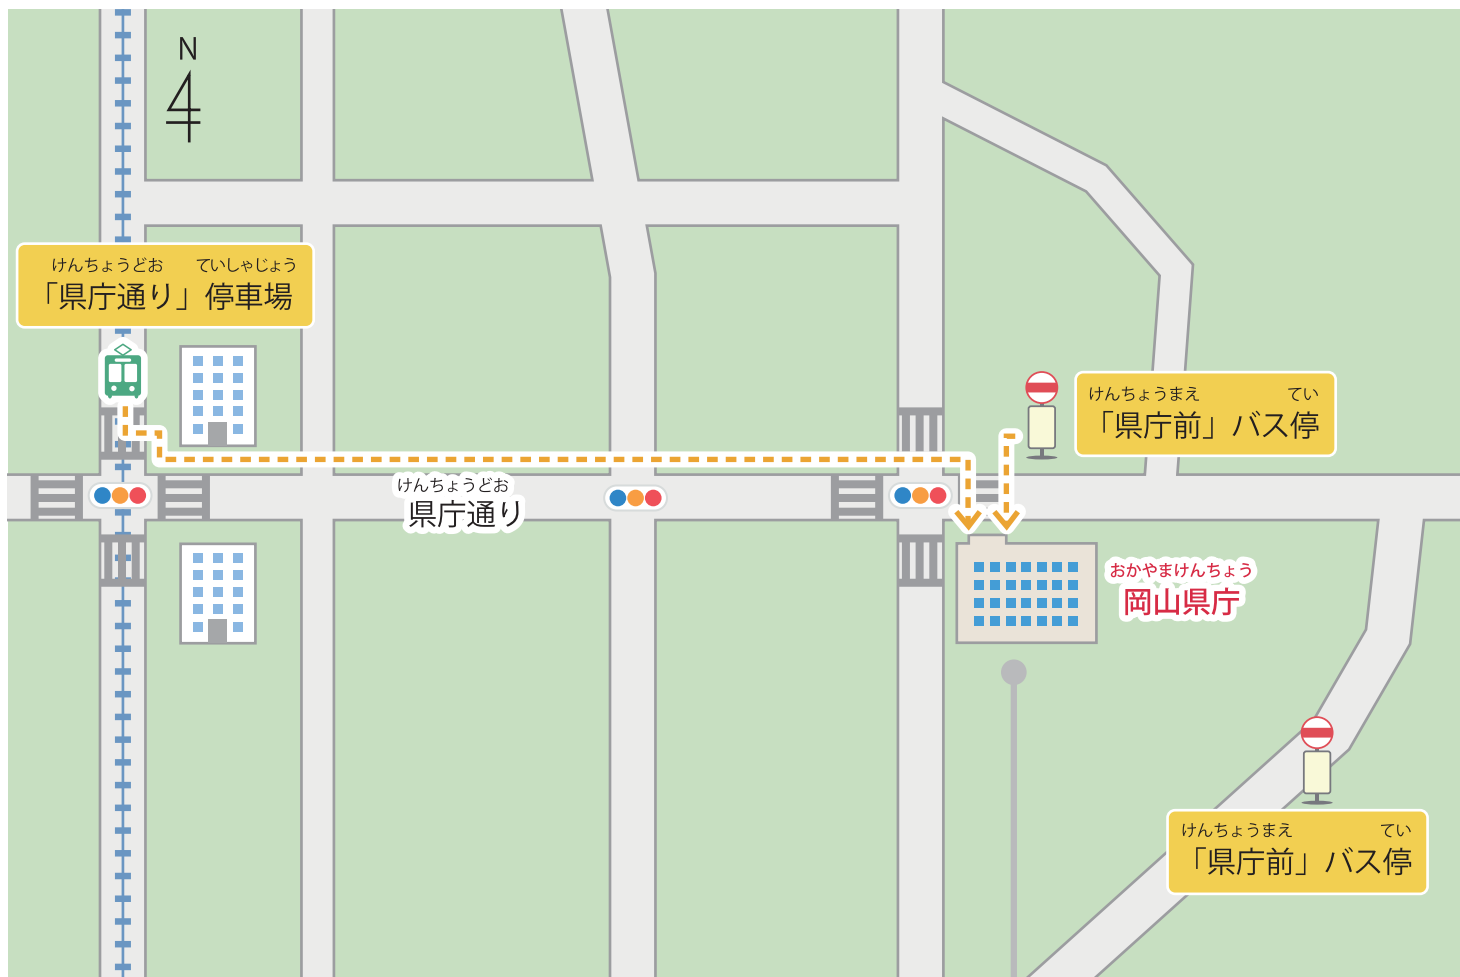 N
けんちょうどお ていしゃじょう
「県庁通り」停車場
けんちょうまえ てい
「県庁前」バス停
けんちょうどお
県庁通り
おかやまけんちょう
岡山県庁
けんちょうまえ てい
「県庁前」バス停